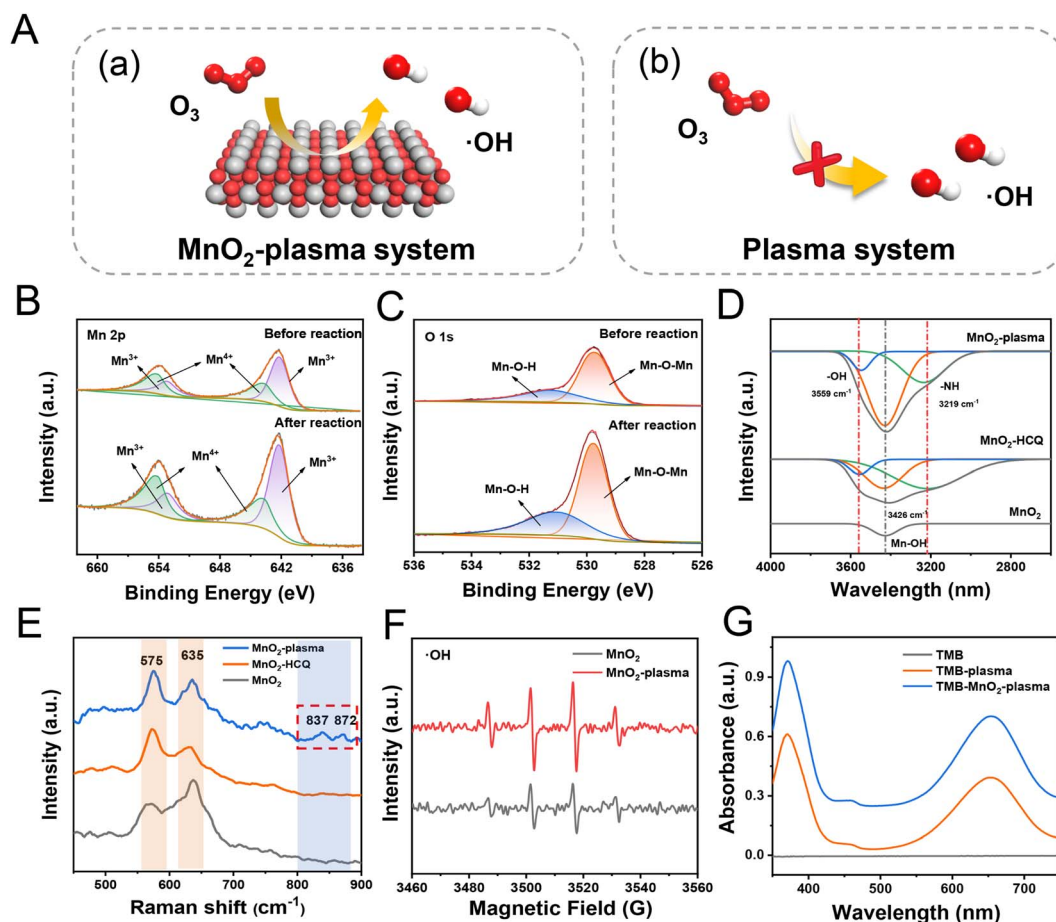 A
(a)
O₃
·OH
MnO₂-plasma system
(b)
O₃
·OH
Plasma system
B
Mn 2p
Before reaction
Mn³⁺
Mn⁴⁺
Mn³⁺
After reaction
Mn³⁺
Mn⁴⁺
Mn³⁺
Intensity (a.u.)
660 652 644 636
Binding Energy (eV)
C
O 1s
Before reaction
Mn-O-H
Mn-O-Mn
After reaction
Mn-O-H
Mn-O-Mn
Intensity (a.u.)
536 534 532 530 528 526
Binding Energy (eV)
D
MnO₂-plasma
-OH
3559 cm⁻¹
-NH
3219 cm⁻¹
MnO₂-HCQ
3426 cm⁻¹
MnO₂
Mn-OH
Intensity (a.u.)
4000 3600 3200 2800
Wavelength (nm)
E
575
635
MnO₂-plasma
MnO₂-HCQ
MnO₂
837 872
Intensity (a.u.)
500 600 700 800 900
Raman shift (cm⁻¹)
F
·OH
MnO₂
MnO₂-plasma
Intensity (a.u.)
3460 3480 3500 3520 3540 3560
Magnetic Field (G)
G
TMB
TMB-plasma
TMB-MnO₂-plasma
Absorbance (a.u.)
0.9
0.6
0.3
0.0
400 500 600 700
Wavelength (nm)